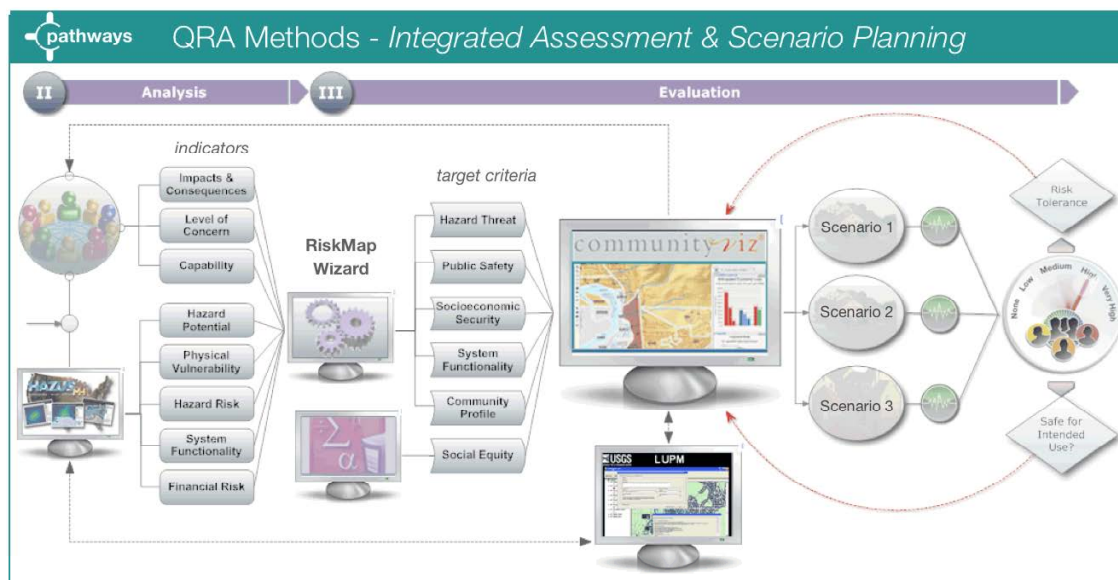 pathways
QRA Methods - Integrated Assessment & Scenario Planning
II
Analysis
III
Evaluation
indicators
Impacts &
Consequences
Level of
Concern
Capability
Hazard
Potential
Physical
Vulnerability
Hazard Risk
System
Functionality
Financial Risk
HAZUS
MH
RiskMap
Wizard
Σ
α
target criteria
Hazard Threat
Public Safety
Socioeconomic
Security
System
Functionality
Community
Profile
Social Equity
communityviz
USGS
LUPM
Scenario 1
Scenario 2
Scenario 3
Risk
Tolerance
None
Low
Medium
High
Very High
Safe for
Intended
Use?